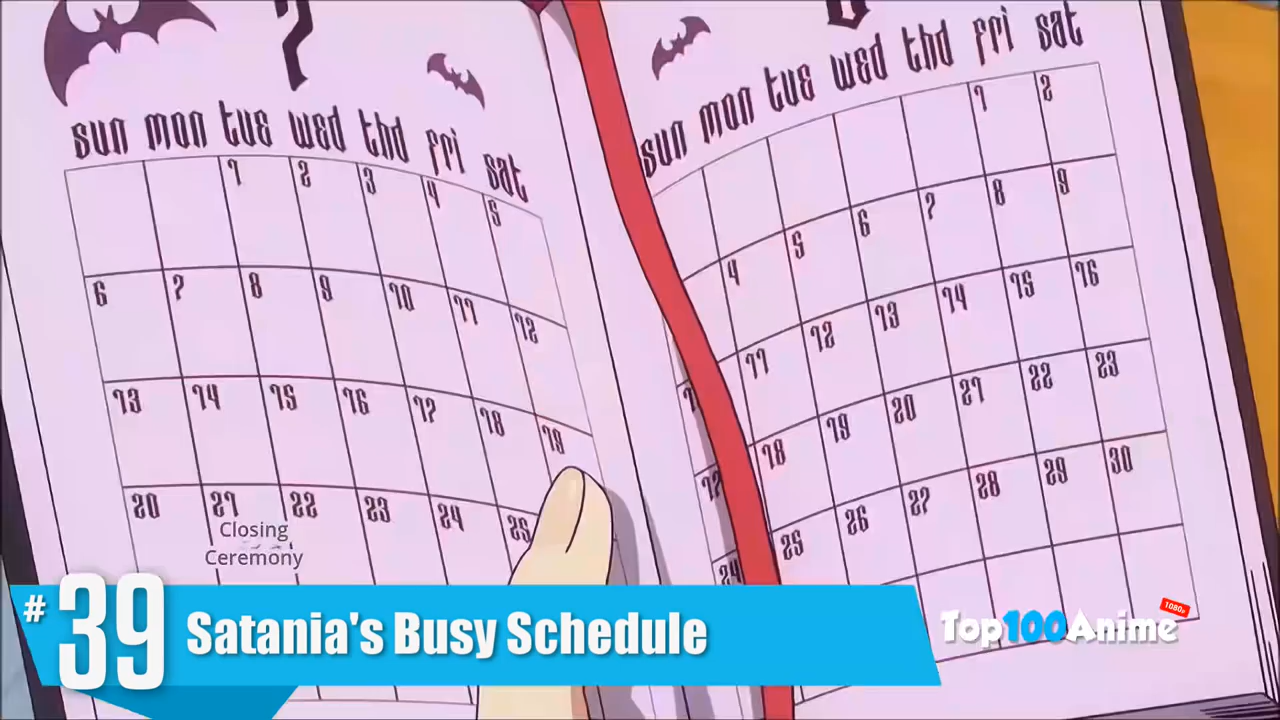 7
sun mon tue wed thd fri sat
1 2 3 4 5
6 7 8 9 10 11 12
13 14 15 16 17 18 19
20 21 22 23 24 25
Closing
Ceremony
sun mon tue wed thd fri sat
1 2
4 5 6 7 8 9
11 12 13 14 15 16
17 18 19 20 21 22 23
24 25 26 27 28 29 30
#39 Satania's Busy Schedule
Top100Anime 1080p